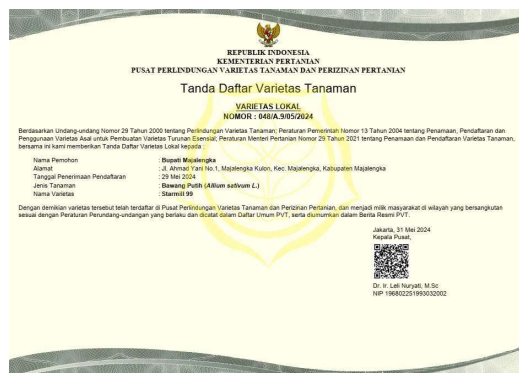 REPUBLIK INDONESIA
KEMENTERIAN PERTANIAN
PUSAT PERLINDUNGAN VARIETAS TANAMAN DAN PERIZINAN PERTANIAN
Tanda Daftar Varietas Tanaman
VARIETAS LOKAL
NOMOR : 048/A.9/05/2024
Berdasarkan Undang-undang Nomor 29 Tahun 2000 tentang Perlindungan Varietas Tanaman; Peraturan Pemerintah Nomor 13 Tahun 2004 tentang Penamaan, Pendaftaran dan
Penggunaan Varietas Asal untuk Pembuatan Varietas Turunan Esensial; Peraturan Menteri Pertanian Nomor 29 Tahun 2021 tentang Penamaan dan Pendaftaran Varietas Tanaman,
bersama ini kami memberikan Tanda Daftar Varietas Lokal kepada ;
Nama Pemohon : Bupati Majalengka
Alamat : Jl. Ahmad Yani No.1, Majalengka Kulon, Kec. Majalengka, Kabupaten Majalengka
Tanggal Penerimaan Pendaftaran : 29 Mei 2024
Jenis Tanaman : Bawang Putih (Allium sativum L.)
Nama Varietas : Starmill 99
Dengan demikian varietas tersebut telah terdaftar di Pusat Perlindungan Varietas Tanaman dan Perizinan Pertanian, dan menjadi milik masyarakat di wilayah yang bersangkutan
sesuai dengan Peraturan Perundang-undangan yang berlaku dan dicatat dalam Daftar Umum PVT, serta diumumkan dalam Berita Resmi PVT.
Jakarta, 31 Mei 2024
Kepala Pusat,
Dr. Ir. Leli Nuryati, M.Sc
NIP 196802251993032002